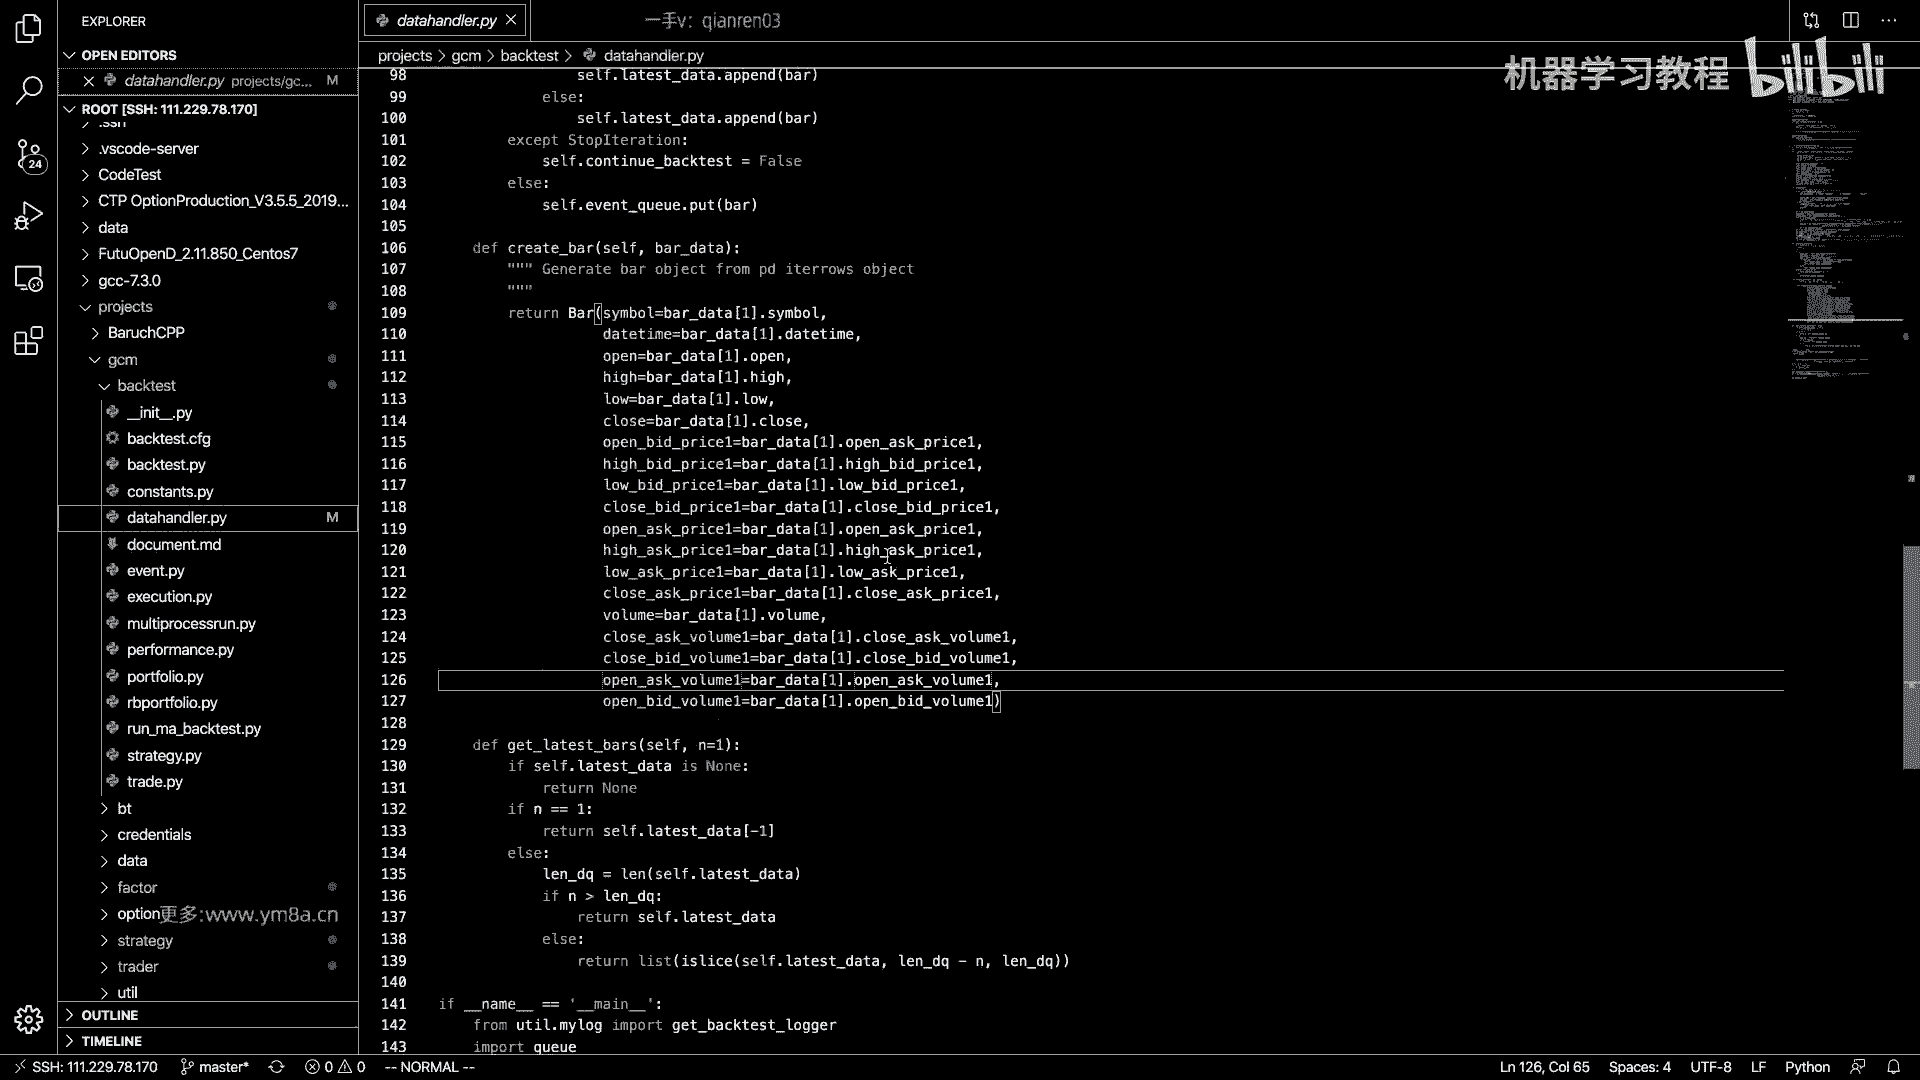 EXPLORER
OPEN EDITORS
datahandler.py projects/gc... M
ROOT [SSH: 111.229.78.170]
.ssh
.vscode-server
CodeTest
CTP OptionProduction_V3.5.5_2019...
data
FutuOpenD_2.11.850_Centos7
gcc-7.3.0
projects
BaruchCPP
gcm
backtest
__init__.py
backtest.cfg
backtest.py
constants.py
datahandler.py M
document.md
event.py
execution.py
multiprocessrun.py
performance.py
portfolio.py
rbportfolio.py
run_ma_backtest.py
strategy.py
trade.py
bt
credentials
data
factor
option更多:www.ym8a.cn
strategy
trader
util
OUTLINE
TIMELINE
24
datahandler.py
一手v: qianren03
projects > gcm > backtest > datahandler.py
机器学习教程 bilibili
98 self.latest_data.append(bar)
99 else:
100 self.latest_data.append(bar)
101 except StopIteration:
102 self.continue_backtest = False
103 else:
104 self.event_queue.put(bar)
105
106 def create_bar(self, bar_data):
107 """ Generate bar object from pd iterrows object
108 """
109 return Bar(symbol=bar_data[1].symbol,
110 datetime=bar_data[1].datetime,
111 open=bar_data[1].open,
112 high=bar_data[1].high,
113 low=bar_data[1].low,
114 close=bar_data[1].close,
115 open_bid_price1=bar_data[1].open_ask_price1,
116 high_bid_price1=bar_data[1].high_bid_price1,
117 low_bid_price1=bar_data[1].low_bid_price1,
118 close_bid_price1=bar_data[1].close_bid_price1,
119 open_ask_price1=bar_data[1].open_ask_price1,
120 high_ask_price1=bar_data[1].high_ask_price1,
121 low_ask_price1=bar_data[1].low_ask_price1,
122 close_ask_price1=bar_data[1].close_ask_price1,
123 volume=bar_data[1].volume,
124 close_ask_volume1=bar_data[1].close_ask_volume1,
125 close_bid_volume1=bar_data[1].close_bid_volume1,
126 open_ask_volume1=bar_data[1].open_ask_volume1,
127 open_bid_volume1=bar_data[1].open_bid_volume1)
128
129 def get_latest_bars(self, n=1):
130 if self.latest_data is None:
131 return None
132 if n == 1:
133 return self.latest_data[-1]
134 else:
135 len_dq = len(self.latest_data)
136 if n > len_dq:
137 return self.latest_data
138 else:
139 return list(islice(self.latest_data, len_dq - n, len_dq))
140
141 if __name__ == '__main__':
142 from util.mylog import get_backtest_logger
143 import queue
SSH: 111.229.78.170 master* 0 0 -- NORMAL -- Ln 126, Col 65 Spaces: 4 UTF-8 LF Python